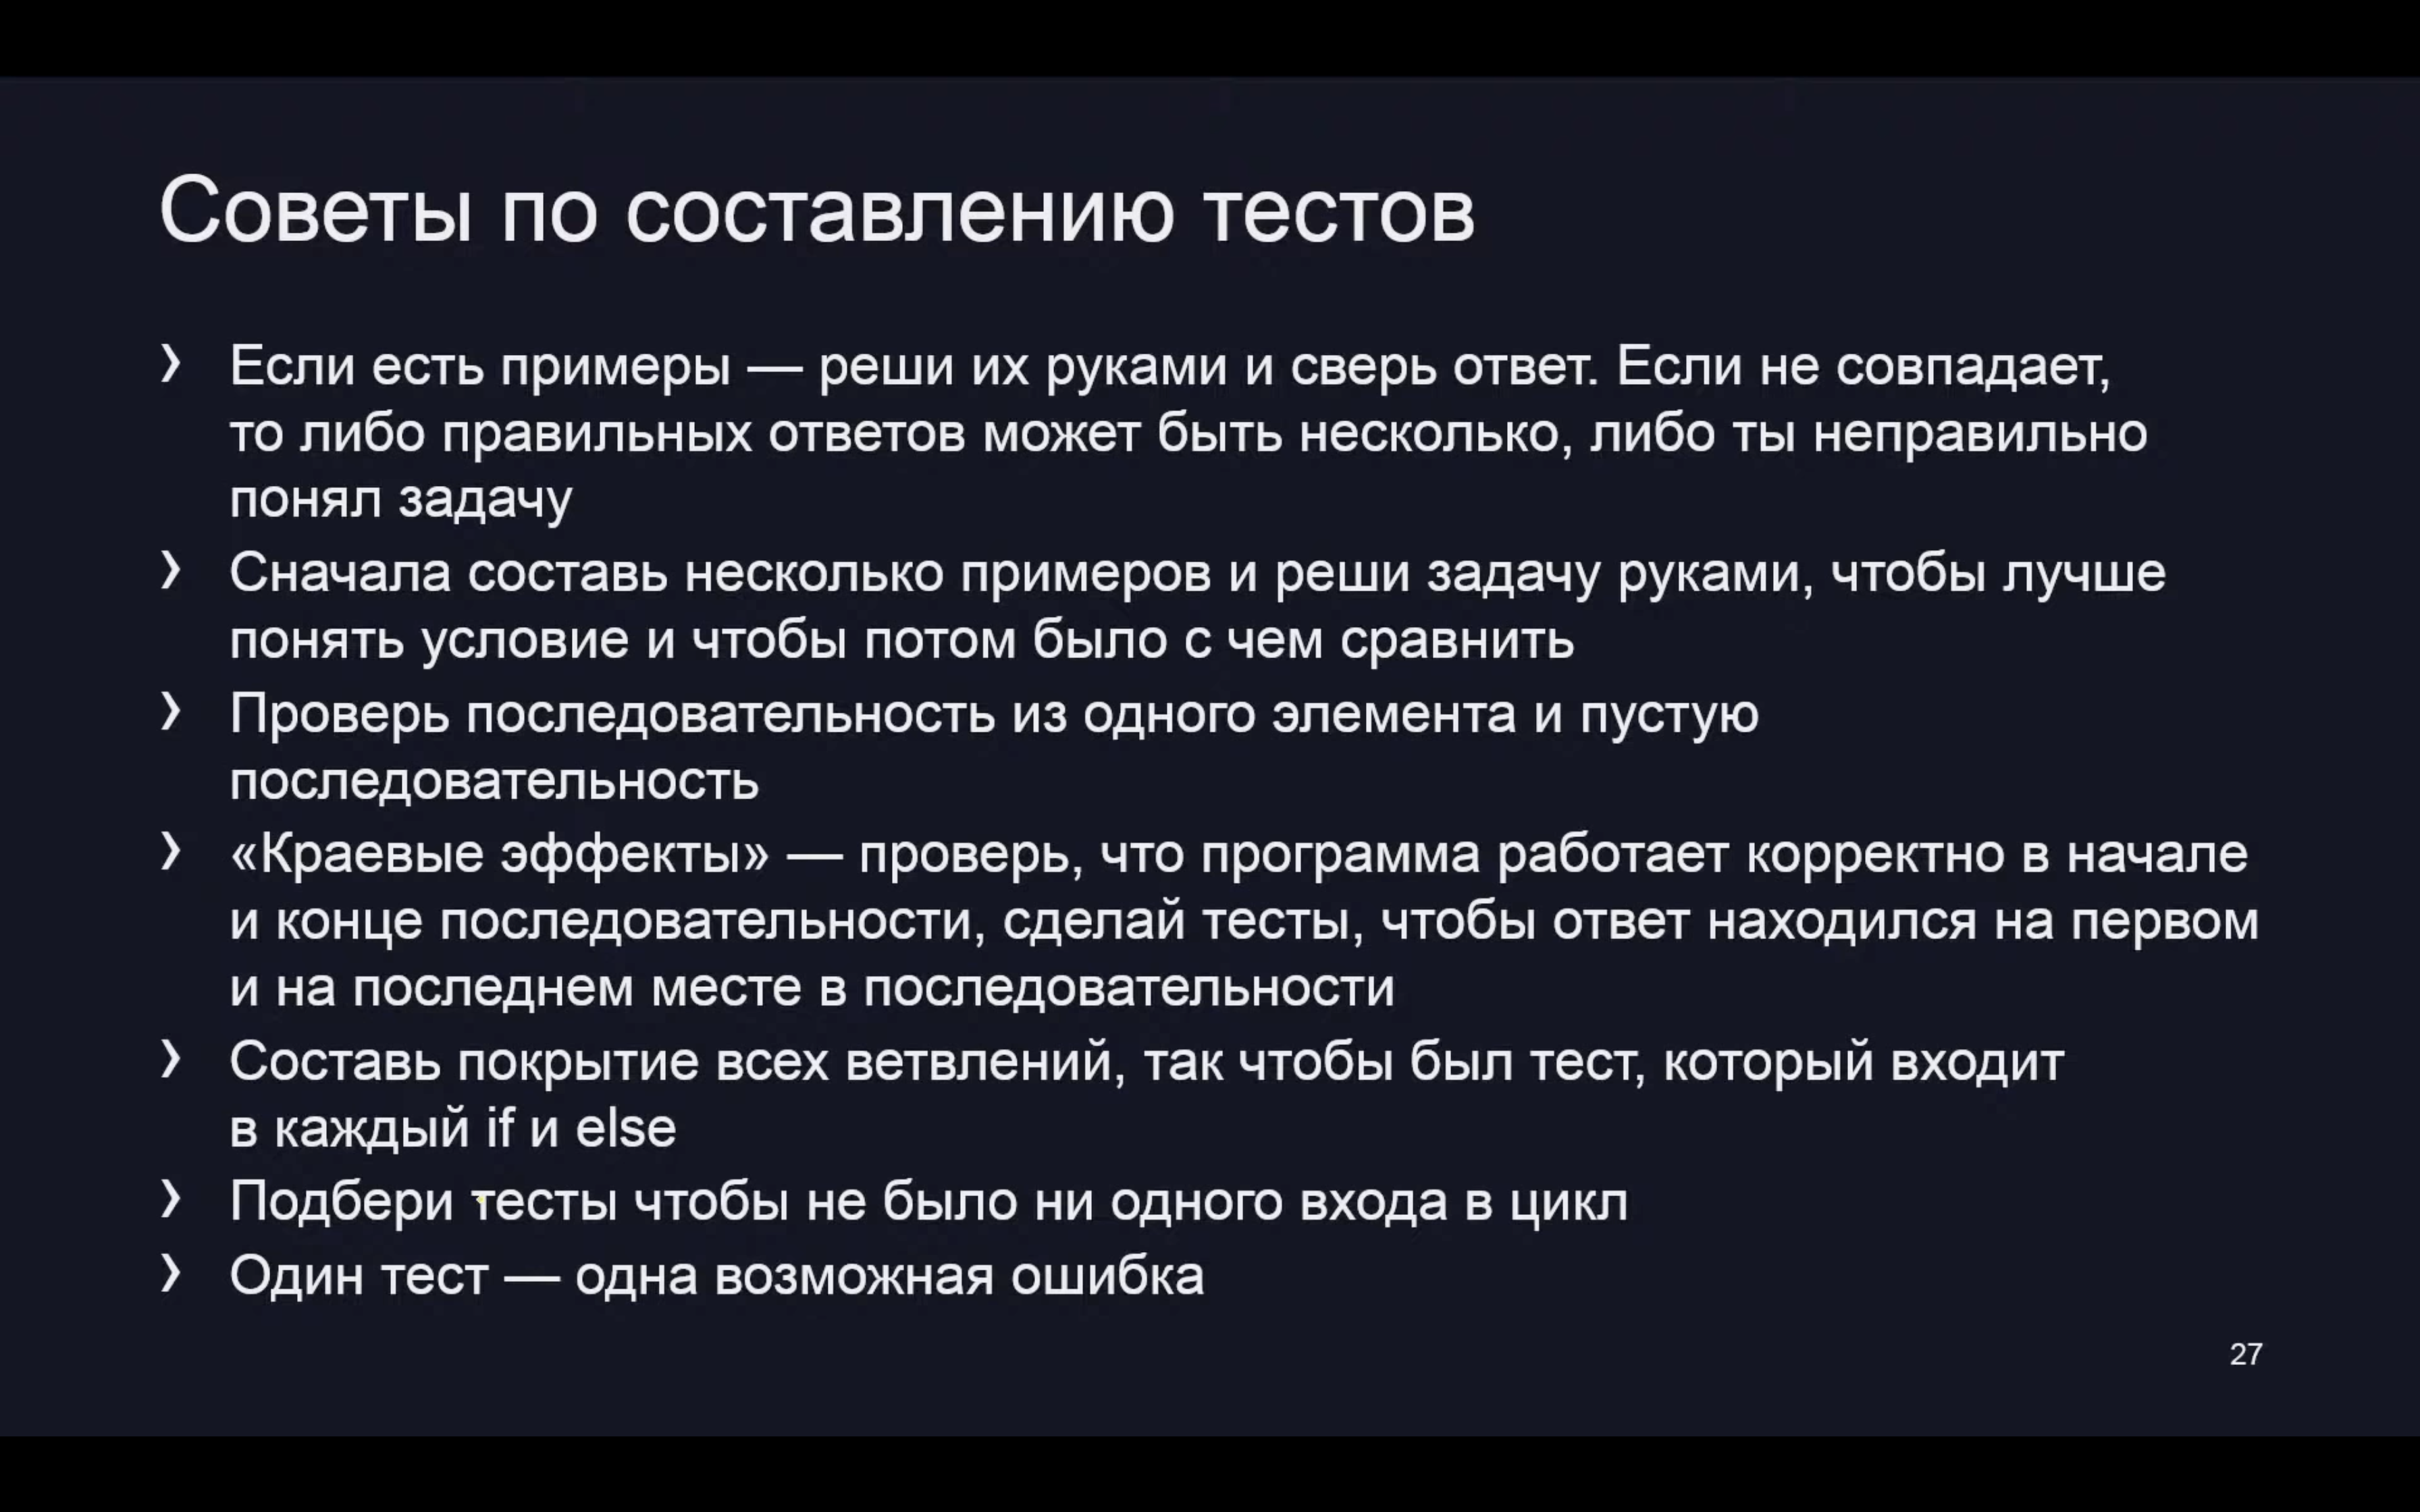 Советы по составлению тестов
❯ Если есть примеры — реши их руками и сверь ответ. Если не совпадает,
то либо правильных ответов может быть несколько, либо ты неправильно
понял задачу
❯ Сначала составь несколько примеров и реши задачу руками, чтобы лучше
понять условие и чтобы потом было с чем сравнить
❯ Проверь последовательность из одного элемента и пустую
последовательность
❯ «Краевые эффекты» — проверь, что программа работает корректно в начале
и конце последовательности, сделай тесты, чтобы ответ находился на первом
и на последнем месте в последовательности
❯ Составь покрытие всех ветвлений, так чтобы был тест, который входит
в каждый if и else
❯ Подбери тесты чтобы не было ни одного входа в цикл
❯ Один тест — одна возможная ошибка
27